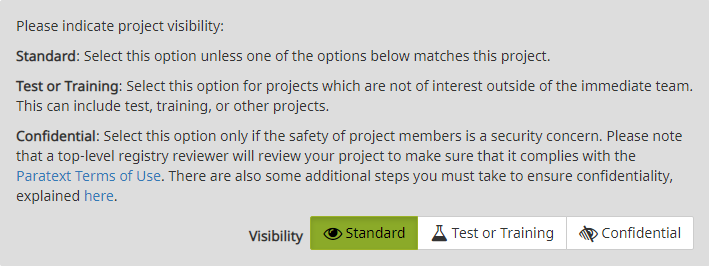 Please indicate project visibility:
Standard: Select this option unless one of the options below matches this project.
Test or Training: Select this option for projects which are not of interest outside of the immediate team.
This can include test, training, or other projects.
Confidential: Select this option only if the safety of project members is a security concern. Please note
that a top-level registry reviewer will review your project to make sure that it complies with the
Paratext Terms of Use. There are also some additional steps you must take to ensure confidentiality,
explained here.
Visibility Standard Test or Training Confidential